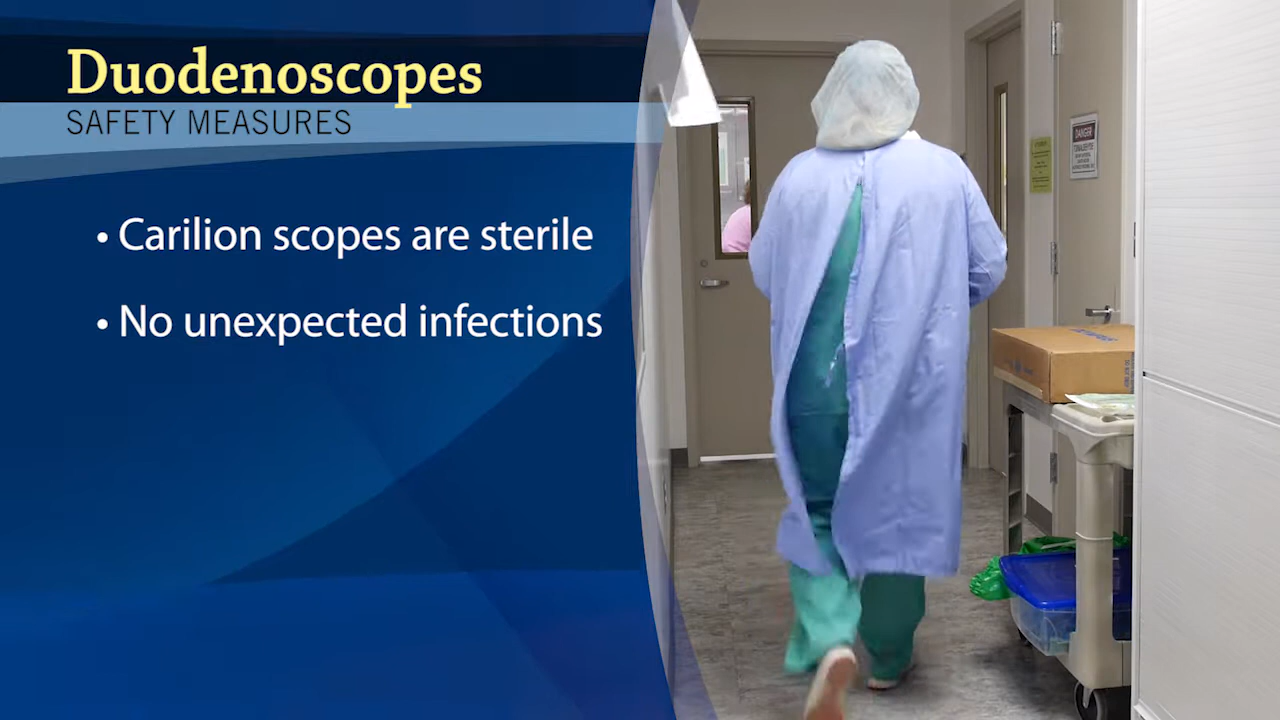 Duodenoscopes
SAFETY MEASURES
• Carilion scopes are sterile
• No unexpected infections
DANGER